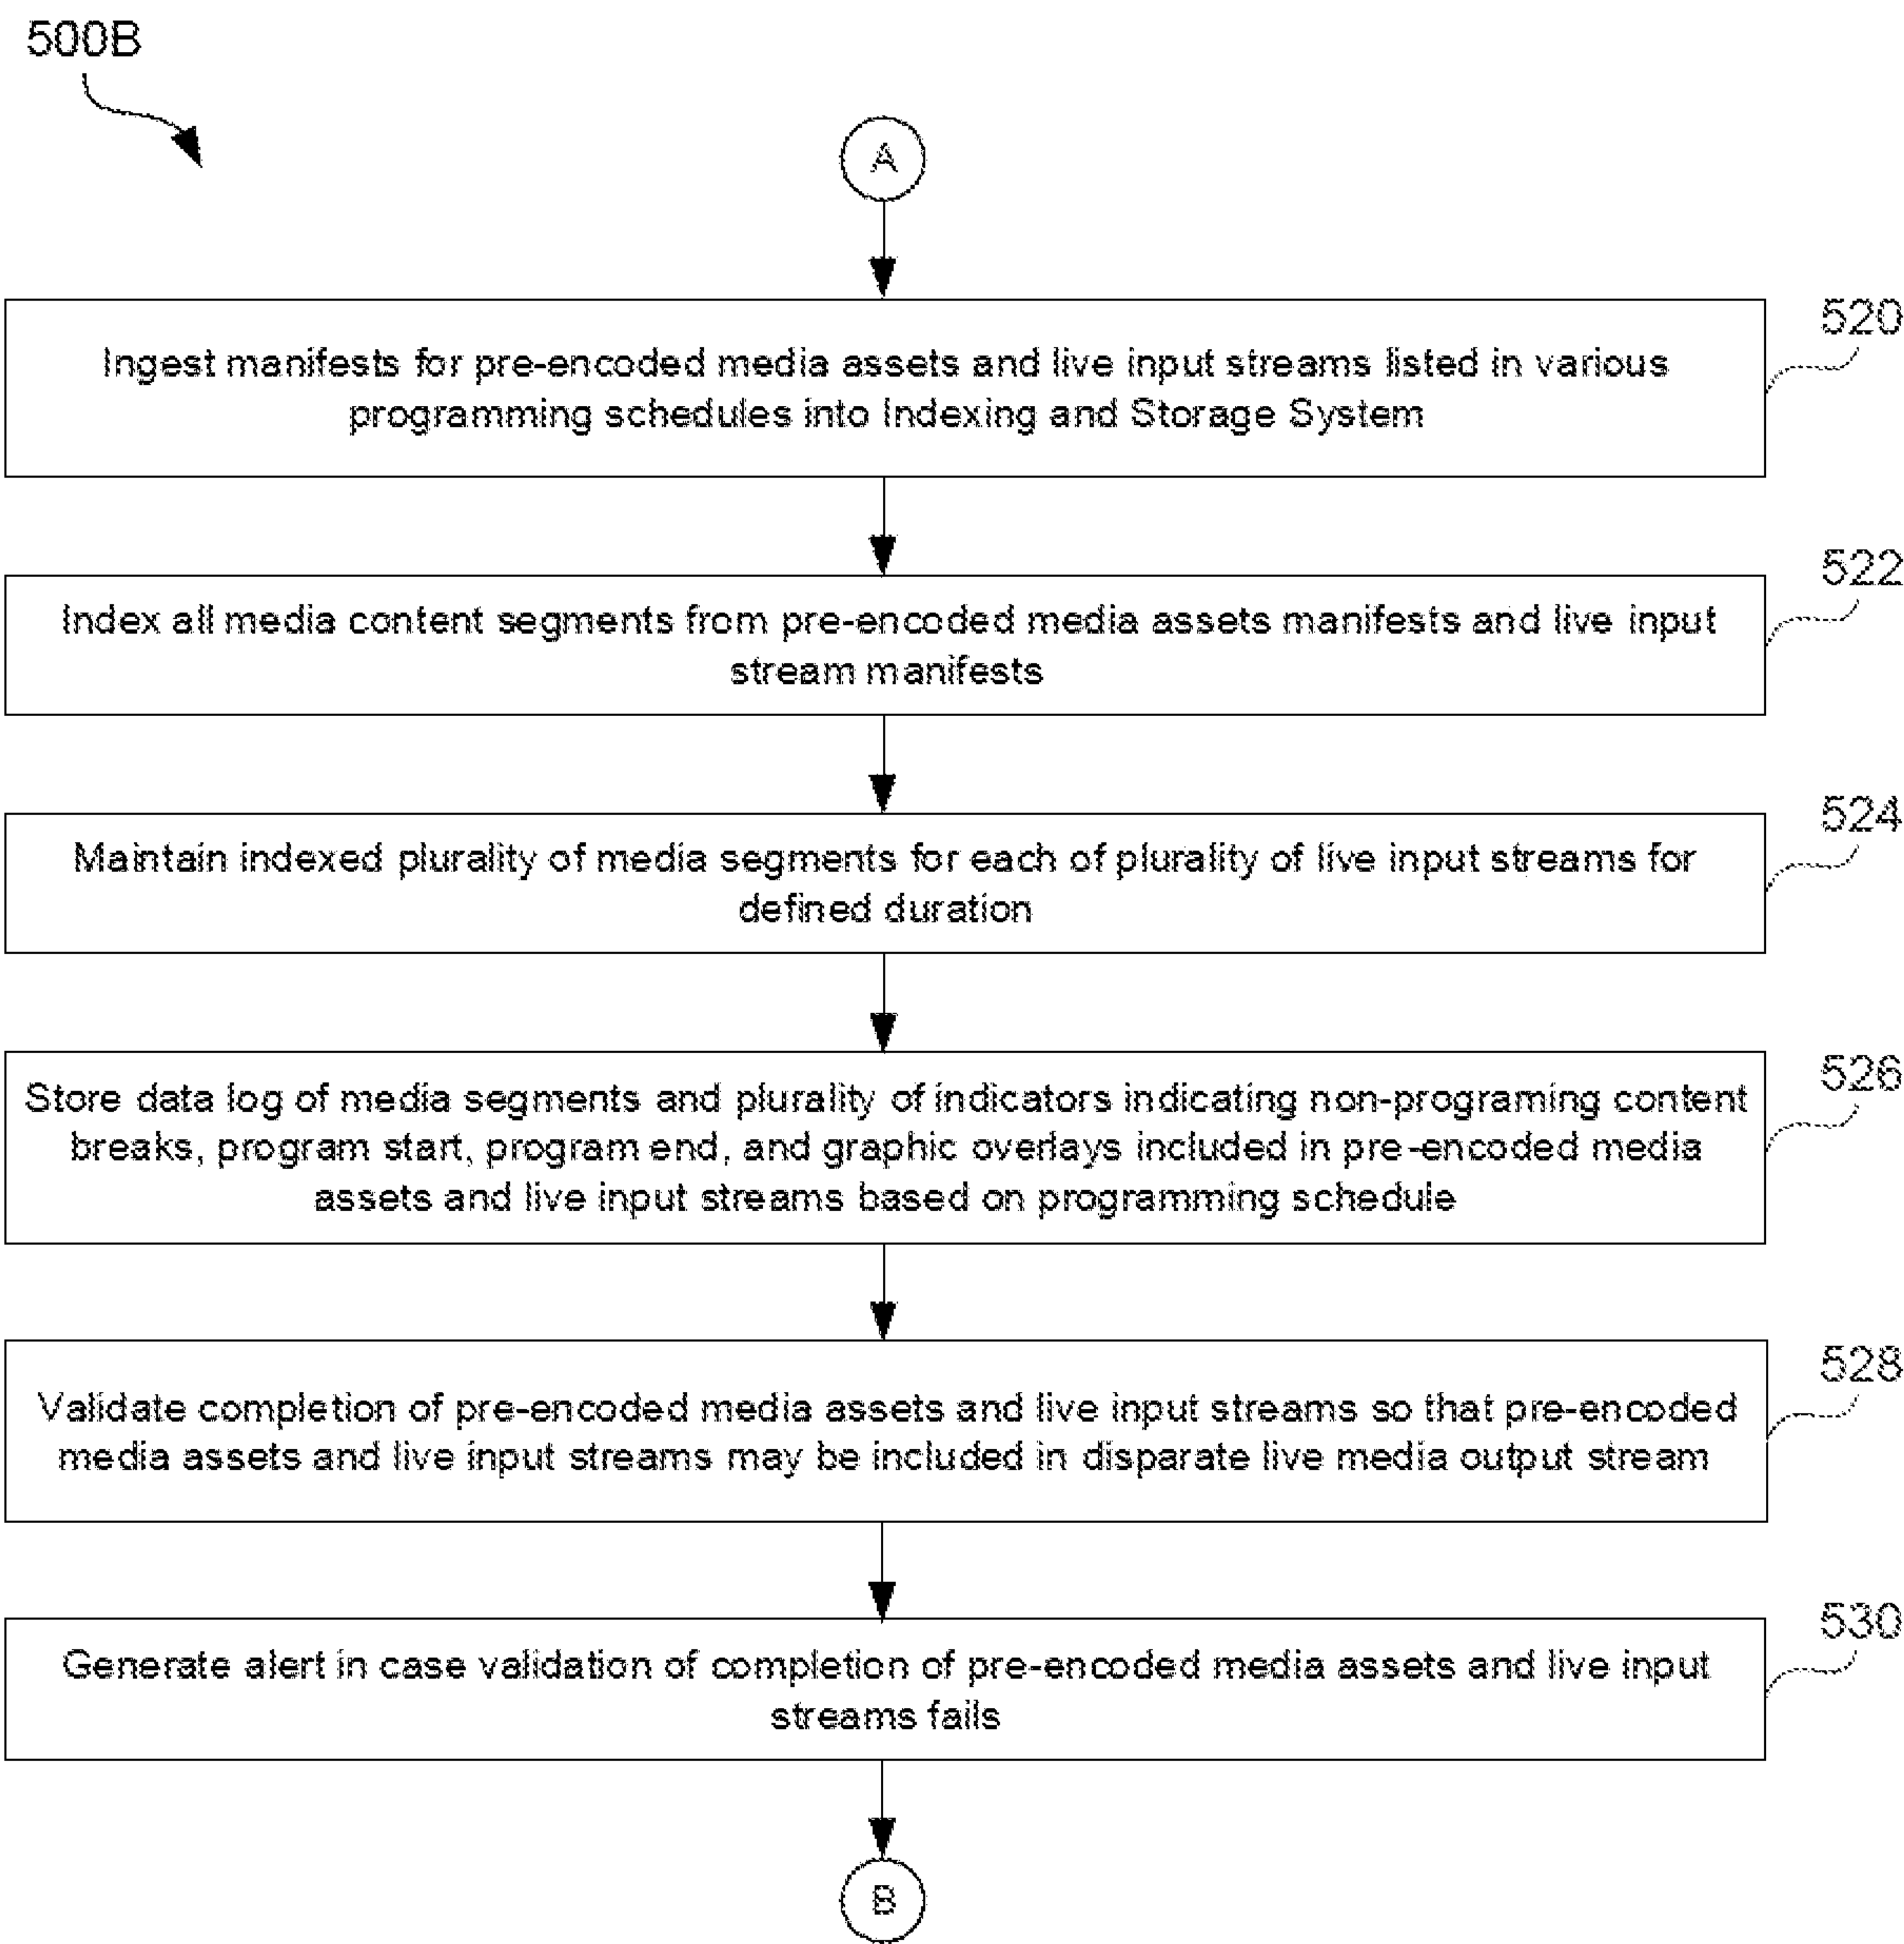 500B
A
520
Ingest manifests for pre-encoded media assets and live input streams listed in various
programming schedules into Indexing and Storage System
522
Index all media content segments from pre-encoded media assets manifests and live input
stream manifests
524
Maintain indexed plurality of media segments for each of plurality of live input streams for
defined duration
526
Store data log of media segments and plurality of indicators indicating non-programing content
breaks, program start, program end, and graphic overlays included in pre-encoded media
assets and live input streams based on programming schedule
528
Validate completion of pre-encoded media assets and live input streams so that pre-encoded
media assets and live input streams may be included in disparate live media output stream
530
Generate alert in case validation of completion of pre-encoded media assets and live input
streams fails
B